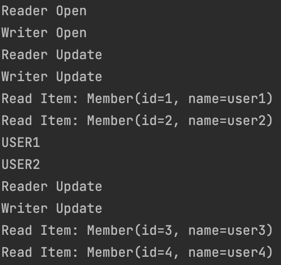 Reader Open
Writer Open
Reader Update
Writer Update
Read Item: Member(id=1, name=user1)
Read Item: Member(id=2, name=user2)
USER1
USER2
Reader Update
Writer Update
Read Item: Member(id=3, name=user3)
Read Item: Member(id=4, name=user4)